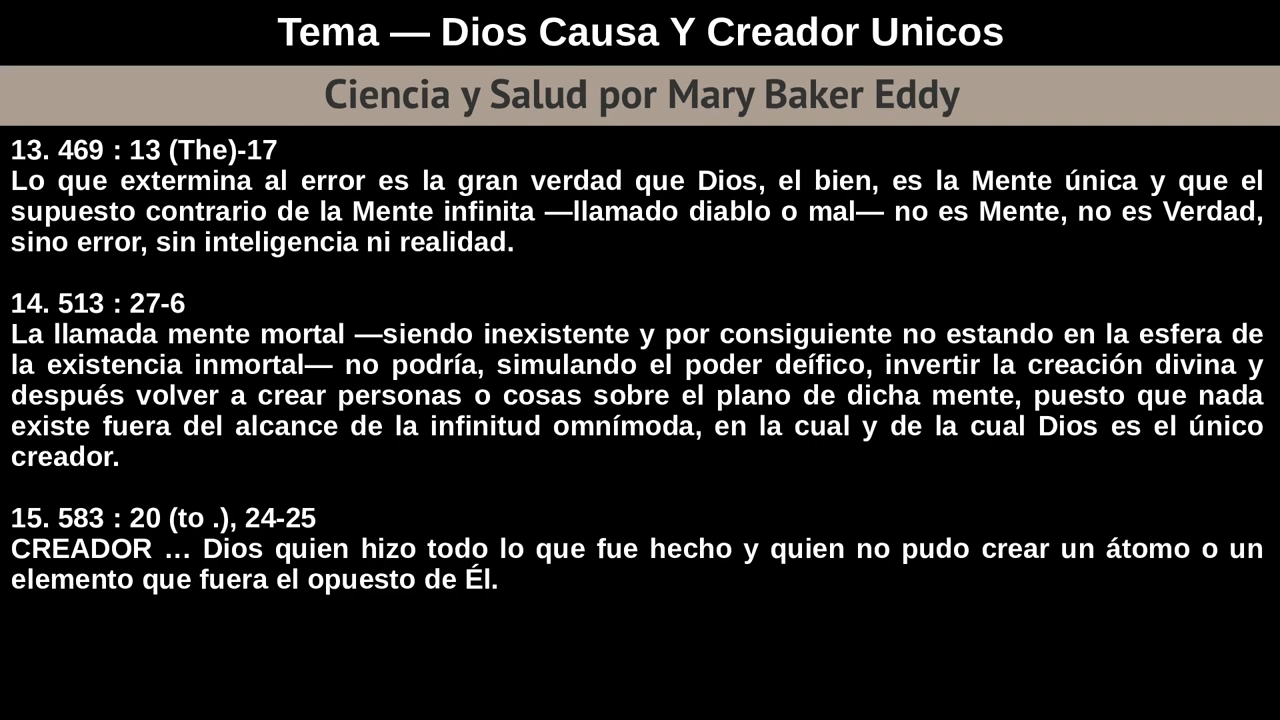 Tema — Dios Causa Y Creador Unicos
Ciencia y Salud por Mary Baker Eddy
13. 469 : 13 (The)-17
Lo que extermina al error es la gran verdad que Dios, el bien, es la Mente única y que el
supuesto contrario de la Mente infinita —llamado diablo o mal— no es Mente, no es Verdad,
sino error, sin inteligencia ni realidad.
14. 513 : 27-6
La llamada mente mortal —siendo inexistente y por consiguiente no estando en la esfera de
la existencia inmortal— no podría, simulando el poder deífico, invertir la creación divina y
después volver a crear personas o cosas sobre el plano de dicha mente, puesto que nada
existe fuera del alcance de la infinitud omnímoda, en la cual y de la cual Dios es el único
creador.
15. 583 : 20 (to .), 24-25
CREADOR … Dios quien hizo todo lo que fue hecho y quien no pudo crear un átomo o un
elemento que fuera el opuesto de Él.